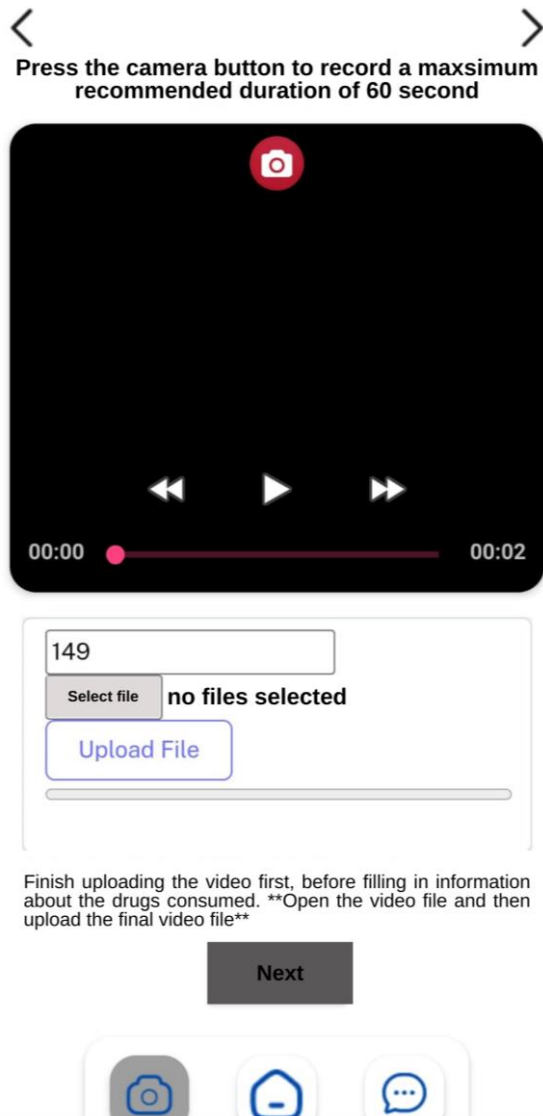 Press the camera button to record a maxsimum
recommended duration of 60 second
00:00
00:02
149
Select file no files selected
Upload File
Finish uploading the video first, before filling in information
about the drugs consumed. **Open the video file and then
upload the final video file**
Next